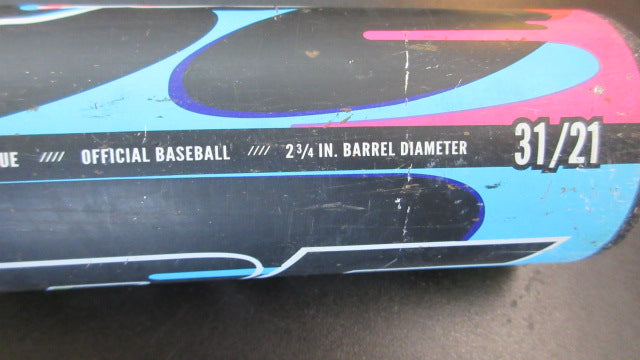 UE //// OFFICIAL BASEBALL //// 2 3/4 IN. BARREL DIAMETER 31/21